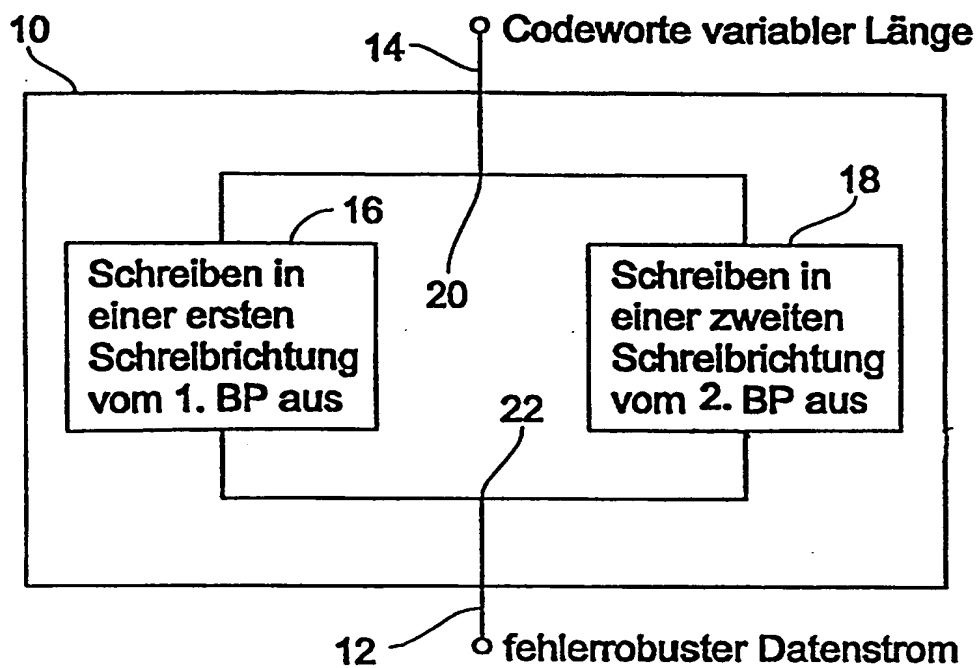 10
14
Codeworte variabler Länge
16
18
Schreiben in
einer ersten
Schreibrichtung
vom 1. BP aus
20
Schreiben in
einer zweiten
Schreibrichtung
vom 2. BP aus
22
12
fehlerrobuster Datenstrom